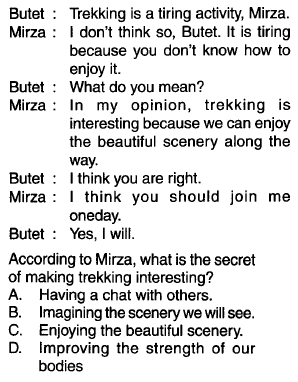 Butet : Trekking is a tiring activity, Mirza.
Mirza : I don't think so, Butet. It is tiring
because you don't know how to
enjoy it.
Butet : What do you mean?
Mirza : In my opinion, trekking is
interesting because we can enjoy
the beautiful scenery along the
way.
Butet : I think you are right.
Mirza : I think you should join me
oneday.
Butet : Yes, I will.
According to Mirza, what is the secret
of making trekking interesting?
A. Having a chat with others.
B. Imagining the scenery we will see.
C. Enjoying the beautiful scenery.
D. Improving the strength of our
bodies